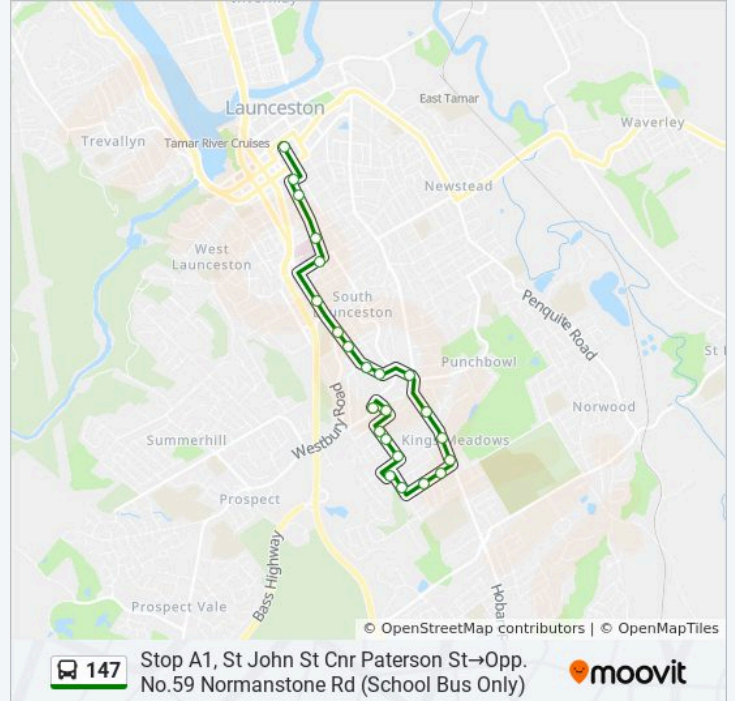 Launceston
East Tamar
Trevallyn
Tamar River Cruises
Waverley
Newstead
West
Launceston
South
Launceston
Penquite Road
Punchbowl
Norwood
Westbury Road
Kings Meadows
Summerhill
Prospect
Bass Highway
Prospect Vale
© OpenStreetMap contributors | © OpenMapTiles
147
Stop A1, St John St Cnr Paterson St→Opp.
No.59 Normanstone Rd (School Bus Only)
moovit